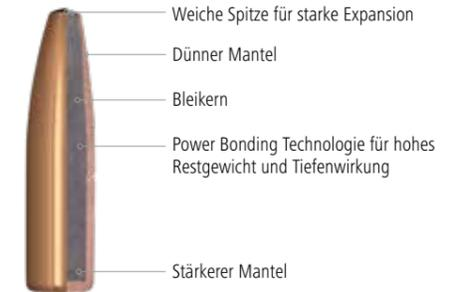 Weiche Spitze für starke Expansion
Dünner Mantel
Bleikern
Power Bonding Technologie für hohes
Restgewicht und Tiefenwirkung
Stärkerer Mantel